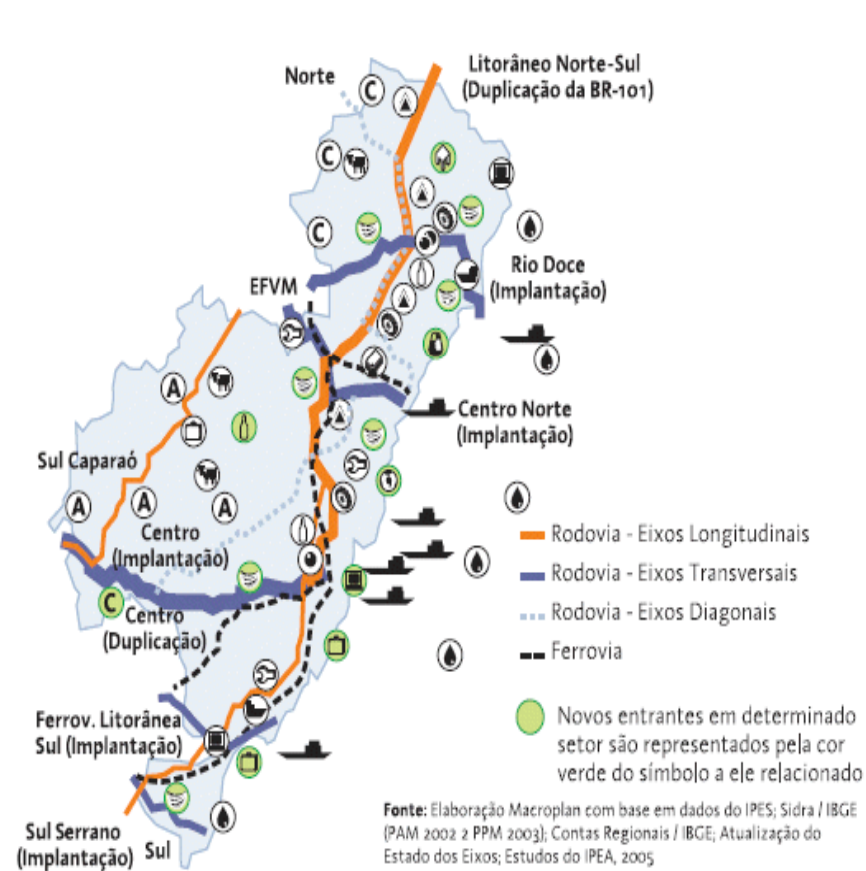 Norte
Litorâneo Norte-Sul
(Duplicação da BR-101)
C
C
C
EFVM
Rio Doce
(Implantação)
A
Centro Norte
(Implantação)
Sul Caparaó
A
A
A
Centro
(Implantação)
C
Centro
(Duplicação)
Rodovia - Eixos Longitudinais
Rodovia - Eixos Transversais
Rodovia - Eixos Diagonais
Ferrovia
Ferrov. Litorânea
Sul (Implantação)
Novos entrantes em determinado
setor são representados pela cor
verde do símbolo a ele relacionado
Sul Serrano
(Implantação)
Sul
Fonte: Elaboração Macroplan com base em dados do IPES; Sidra / IBGE
(PAM 2002 2 PPM 2003); Contas Regionais / IBGE; Atualização do
Estado dos Eixos; Estudos do IPEA, 2005